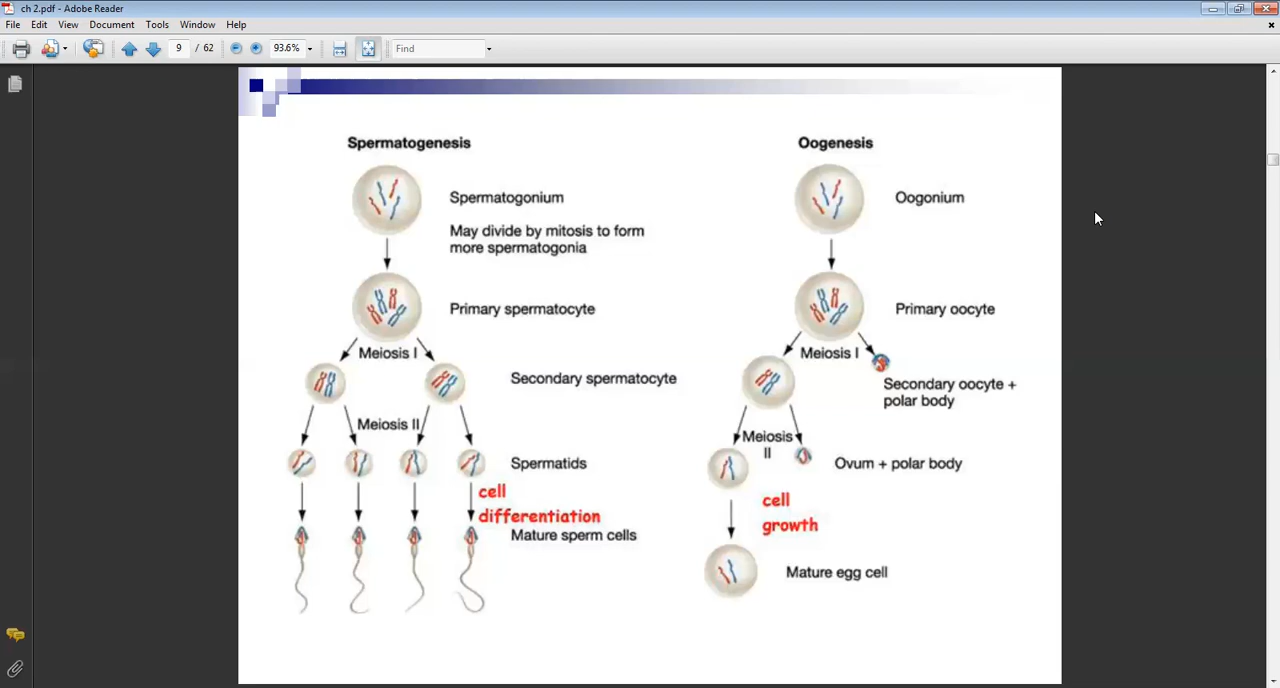 ch 2.pdf - Adobe Reader
File Edit View Document Tools Window Help
9 / 62 93.6% Find
Spermatogenesis
Spermatogonium
May divide by mitosis to form
more spermatogonia
Primary spermatocyte
Meiosis I
Secondary spermatocyte
Meiosis II
Spermatids
cell
differentiation
Mature sperm cells
Oogenesis
Oogonium
Primary oocyte
Meiosis I
Secondary oocyte +
polar body
Meiosis
II
Ovum + polar body
cell
growth
Mature egg cell